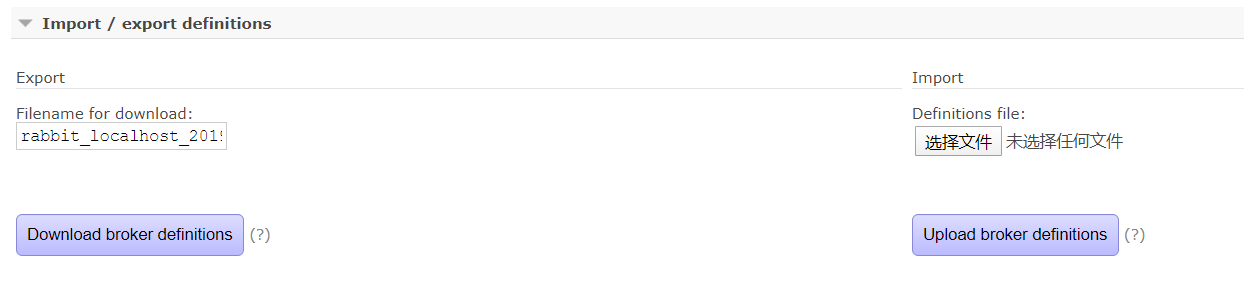 Import / export definitions
Export
Filename for download:
rabbit_localhost_201
Download broker definitions (?)
Import
Definitions file:
选择文件 未选择任何文件
Upload broker definitions (?)